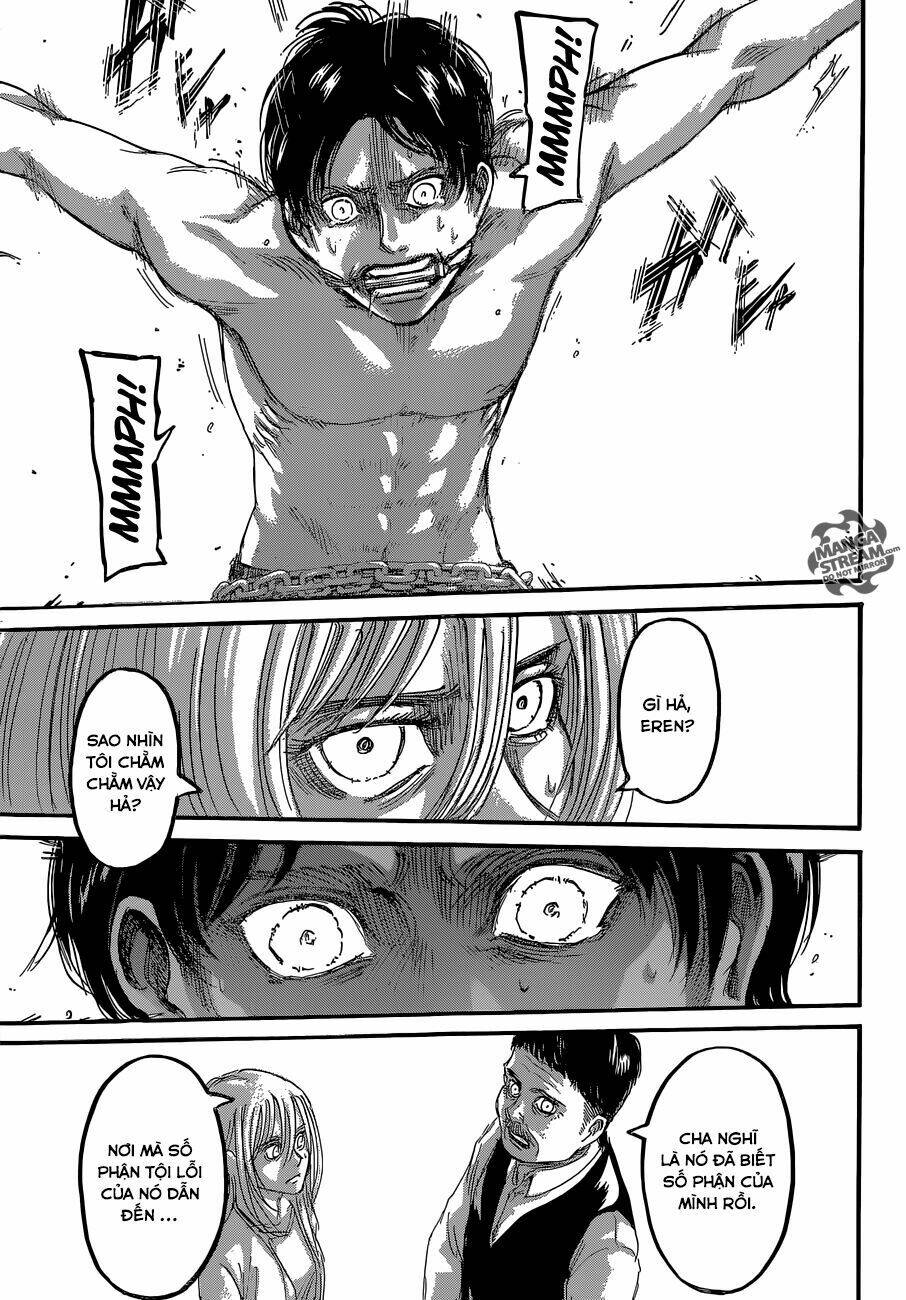 MMMPH!
MMMPH!
MANGA
STREAM.com
DO NOT MIRROR
GÌ HẢ,
EREN?
SAO NHÌN
TÔI CHẰM
CHẰM VẬY
HẢ?
CHA NGHĨ
LÀ NÓ ĐÃ BIẾT
SỐ PHẬN CỦA
MÌNH RỒI.
NƠI MÀ SỐ
PHẬN TỘI LỖI
CỦA NÓ DẪN
ĐẾN ...